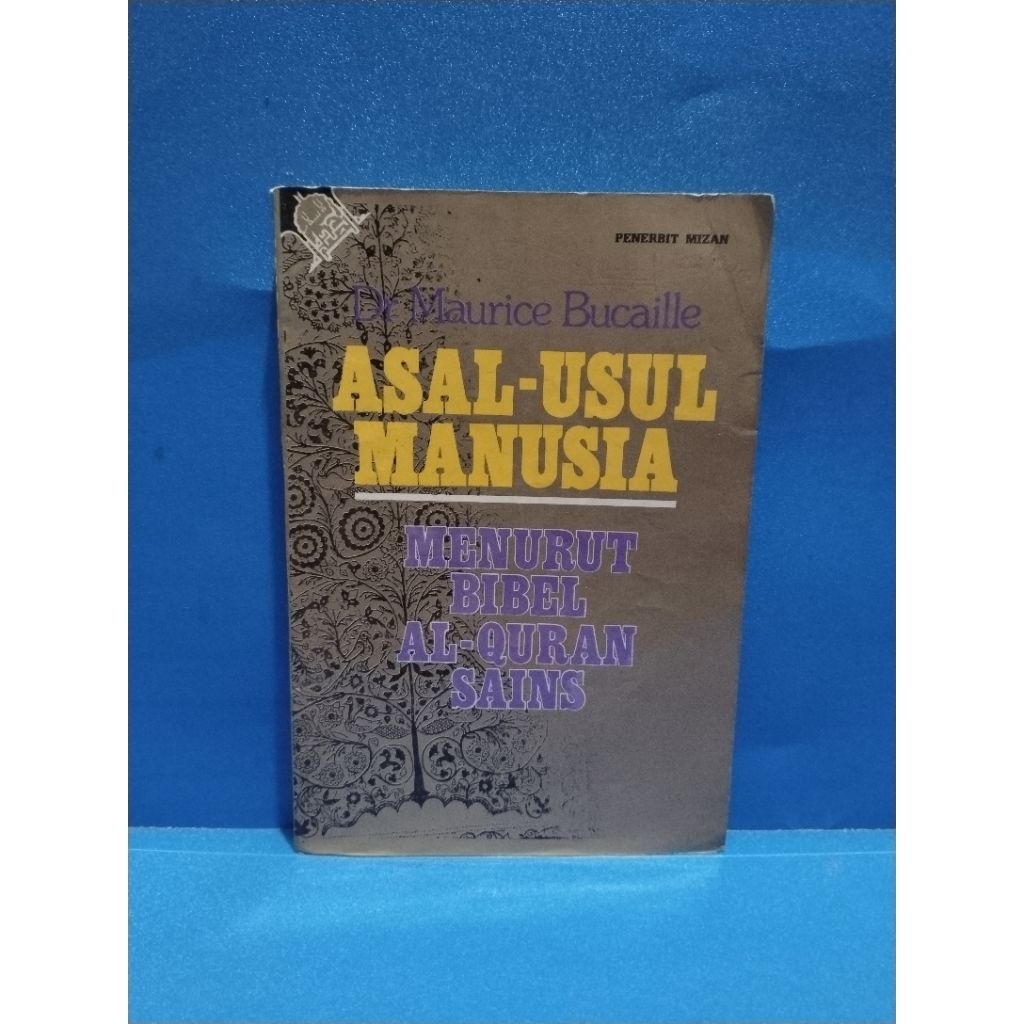 PENERBIT MIZAN
Dr Maurice Bucaille
ASAL-USUL
MANUSIA
MENURUT
BIBEL
AL-QURAN
SAINS